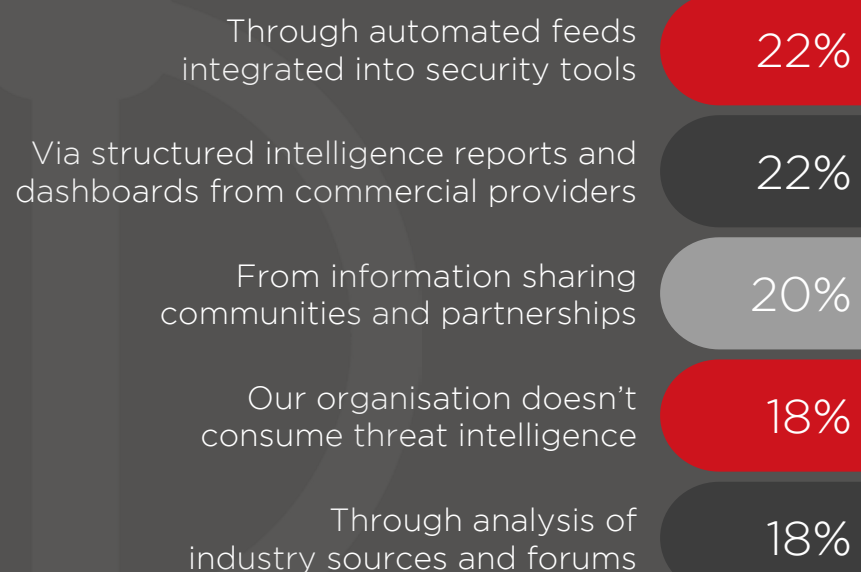 Through automated feeds
integrated into security tools
22%
Via structured intelligence reports and
dashboards from commercial providers
22%
From information sharing
communities and partnerships
20%
Our organisation doesn’t
consume threat intelligence
18%
Through analysis of
industry sources and forums
18%